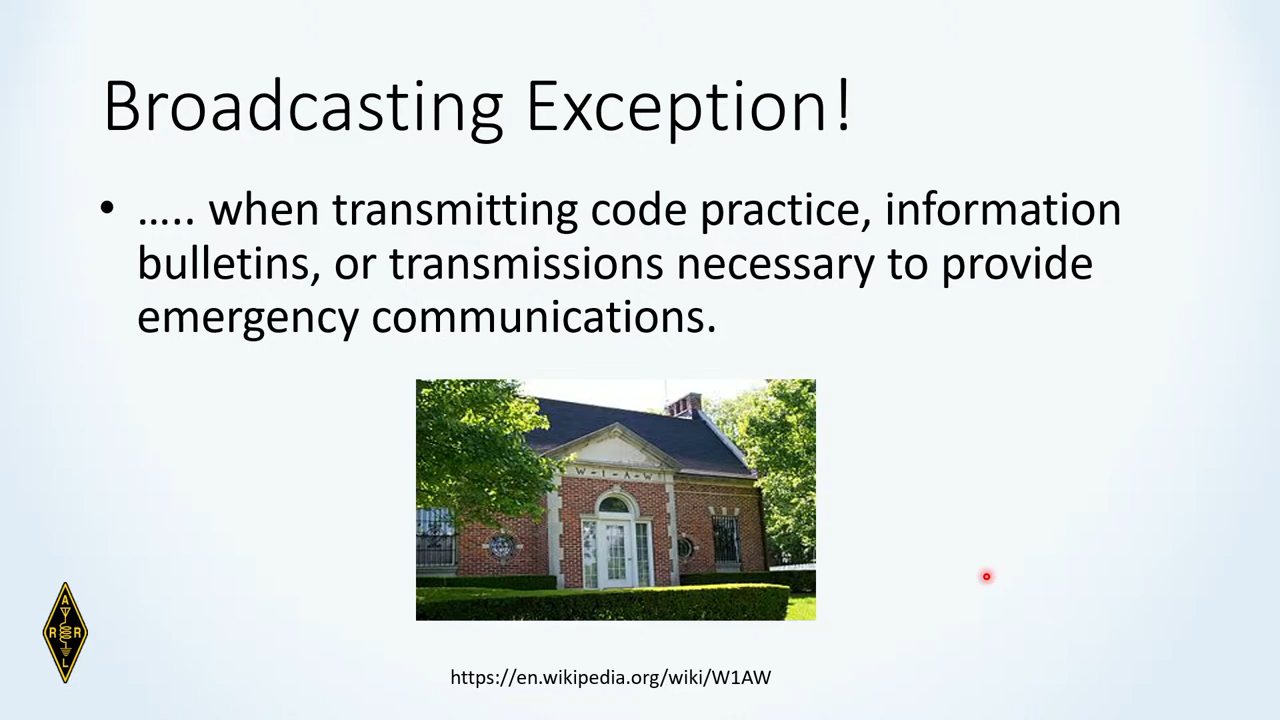 Broadcasting Exception!
• ….. when transmitting code practice, information
bulletins, or transmissions necessary to provide
emergency communications.
W-1-A-W
A
R R
L
https://en.wikipedia.org/wiki/W1AW